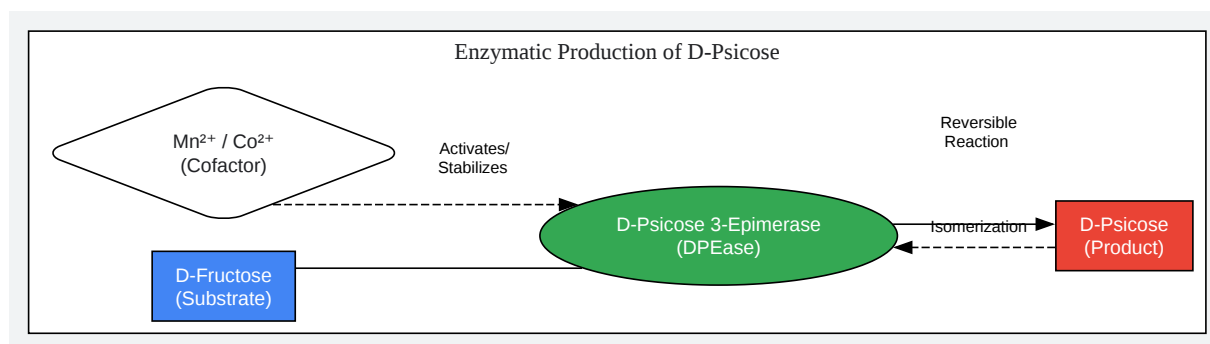 Enzymatic Production of D-Psicose
Mn²⁺ / Co²⁺
(Cofactor)
Activates/
Stabilizes
Reversible
Reaction
D-Psicose 3-Epimerase
(DPEase)
Isomerization
D-Psicose
(Product)
D-Fructose
(Substrate)